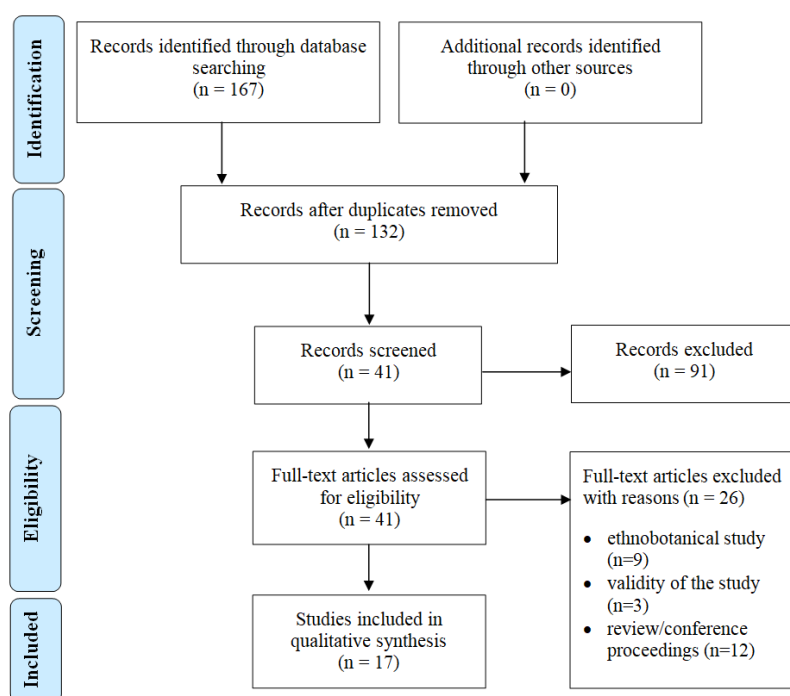 Identification
Records identified through database
searching
(n = 167)
Additional records identified
through other sources
(n = 0)
Screening
Records after duplicates removed
(n = 132)
Records screened
(n = 41)
Records excluded
(n = 91)
Eligibility
Full-text articles assessed
for eligibility
(n = 41)
Full-text articles excluded
with reasons (n = 26)
• ethnobotanical study
(n=9)
• validity of the study
(n=3)
• review/conference
proceedings (n=12)
Included
Studies included in
qualitative synthesis
(n = 17)